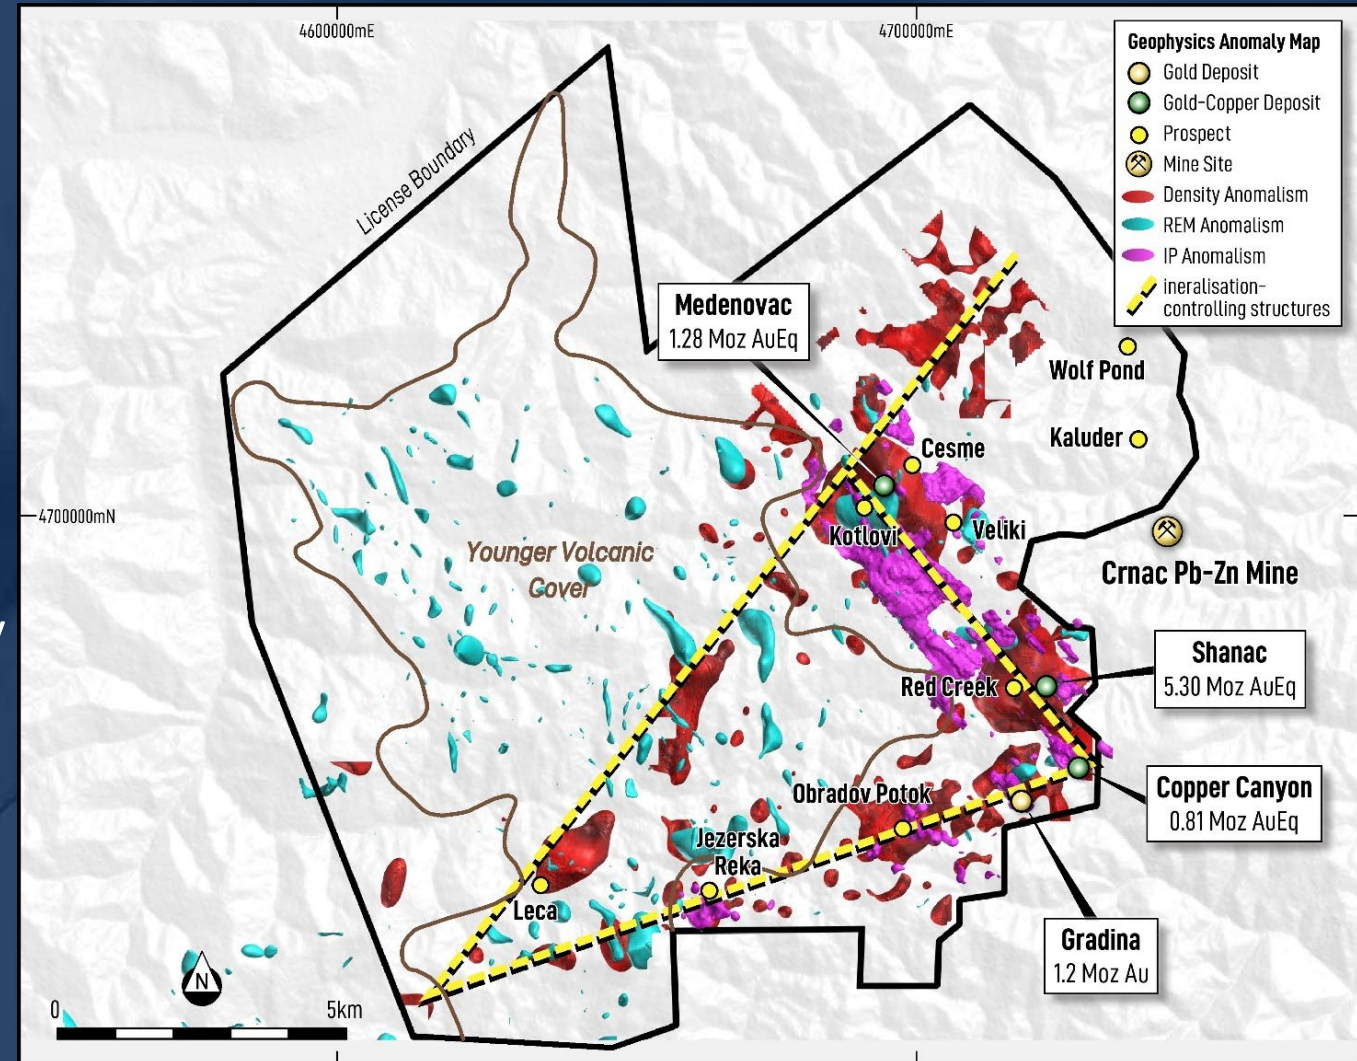 4600000mE
4700000mE
Geophysics Anomaly Map
Gold Deposit
Gold-Copper Deposit
Prospect
Mine Site
Density Anomalism
REM Anomalism
IP Anomalism
ineralisation-
controlling structures
License Boundary
Medenovac
1.28 Moz AuEq
Wolf Pond
Kaluder
Cesme
4700000mN
Kotlovi
Veliki
Younger Volcanic
Cover
Crnac Pb-Zn Mine
Shanac
5.30 Moz AuEq
Red Creek
Copper Canyon
0.81 Moz AuEq
Obradov Potok
Jezerska
Reka
Leca
Gradina
1.2 Moz Au
N
0
5km